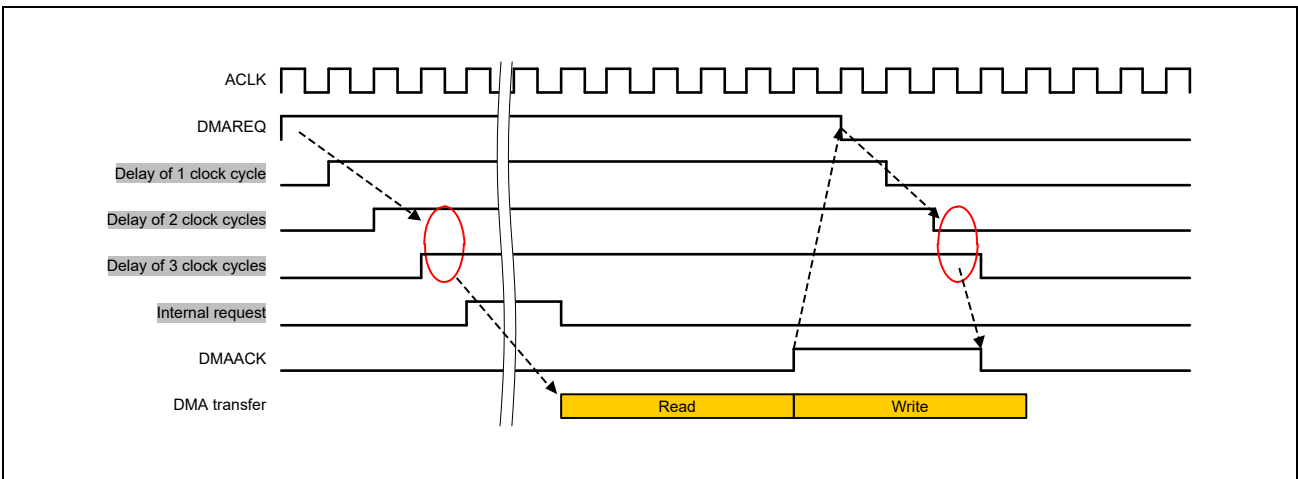 ACLK
DMAREQ
Delay of 1 clock cycle
Delay of 2 clock cycles
Delay of 3 clock cycles
Internal request
DMAACK
DMA transfer
Read
Write